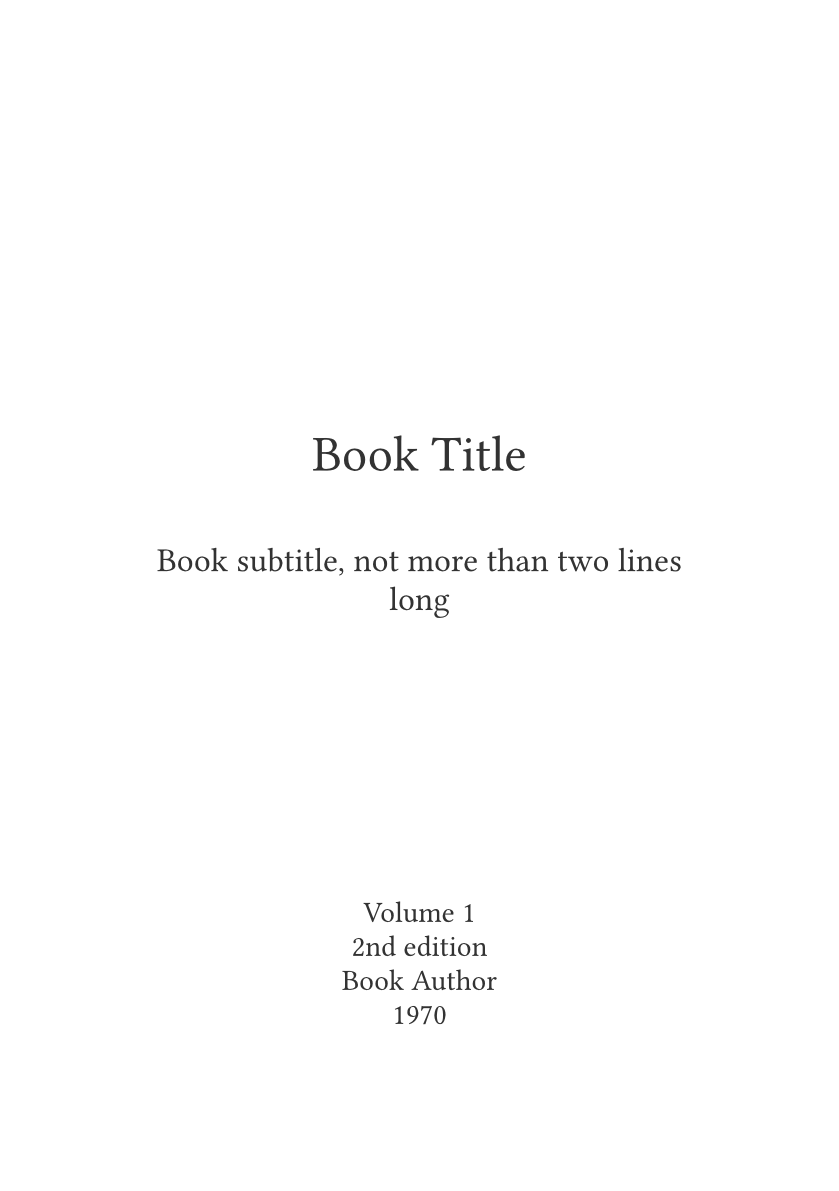 Book Title
Book subtitle, not more than two lines
long
Volume 1
2nd edition
Book Author
1970